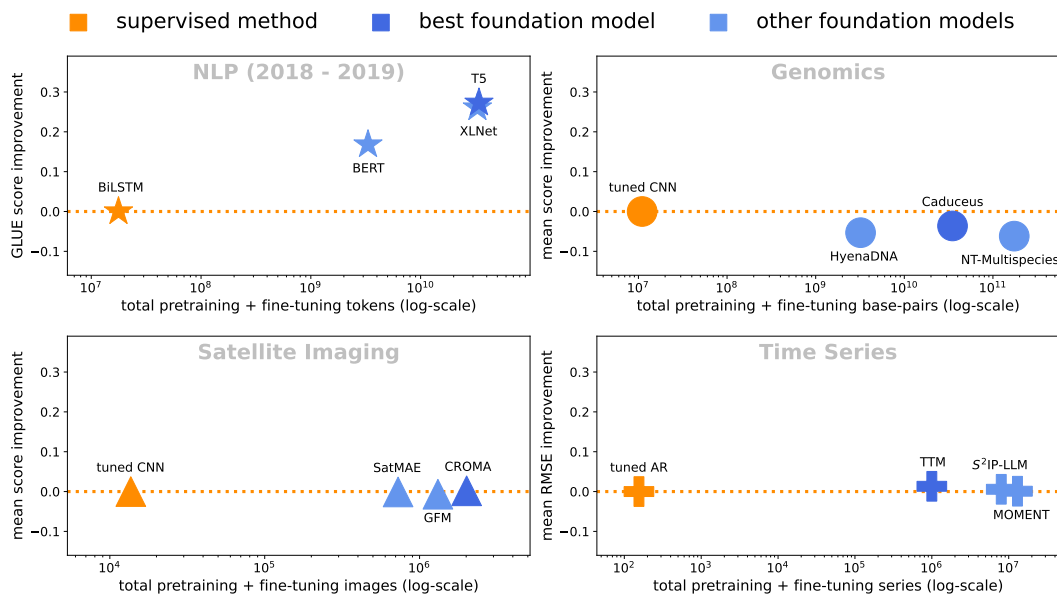 supervised method
best foundation model
other foundation models
NLP (2018 - 2019)
GLUE score improvement
0.3
0.2
0.1
0.0
−0.1
T5
XLNet
BERT
BiLSTM
10⁷
10⁸
10⁹
10¹⁰
total pretraining + fine-tuning tokens (log-scale)
Genomics
mean score improvement
0.3
0.2
0.1
0.0
−0.1
tuned CNN
Caduceus
HyenaDNA
NT-Multispecies
10⁷
10⁸
10⁹
10¹⁰
10¹¹
total pretraining + fine-tuning base-pairs (log-scale)
Satellite Imaging
mean score improvement
0.3
0.2
0.1
0.0
−0.1
tuned CNN
SatMAE
CROMA
GFM
10⁴
10⁵
10⁶
total pretraining + fine-tuning images (log-scale)
Time Series
mean RMSE improvement
0.3
0.2
0.1
0.0
−0.1
tuned AR
TTM
S²IP-LLM
MOMENT
10²
10³
10⁴
10⁵
10⁶
10⁷
total pretraining + fine-tuning series (log-scale)